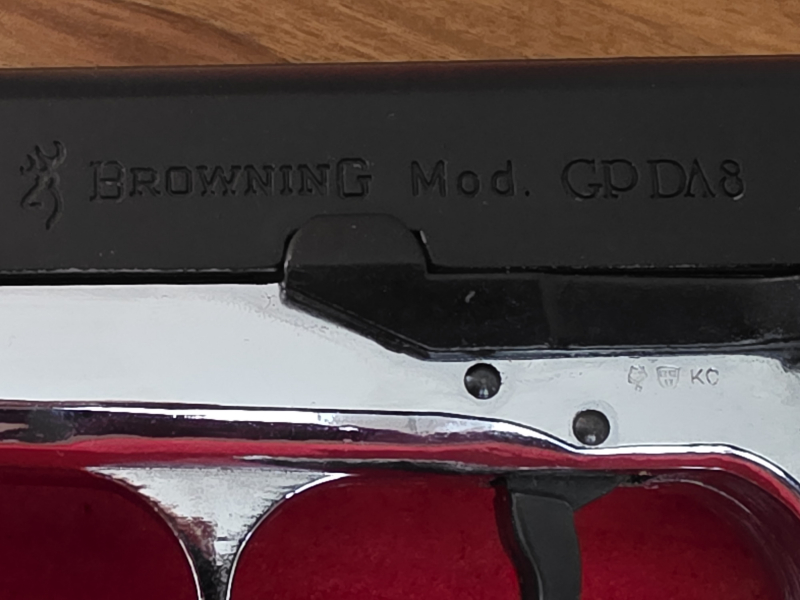 BROWNING Mod. GPDA8
KC